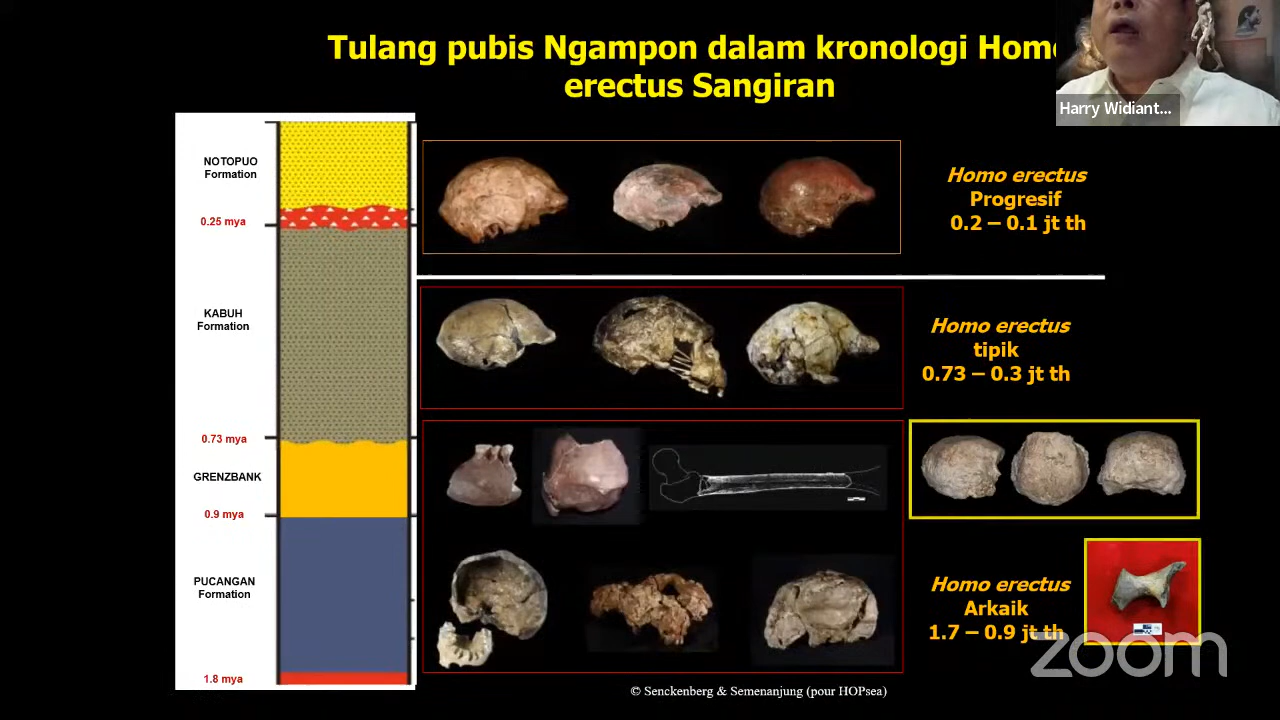 Tulang pubis Ngampon dalam kronologi Homo
erectus Sangiran
Harry Widiant...
NOTOPUO
Formation
0.25 mya
KABUH
Formation
0.73 mya
GRENZBANK
0.9 mya
PUCANGAN
Formation
1.8 mya
Homo erectus
Progresif
0.2 – 0.1 jt th
Homo erectus
tipik
0.73 – 0.3 jt th
Homo erectus
Arkaik
1.7 – 0.9 jt th
zoom
© Senckenberg & Semenanjung (pour HOPsea)